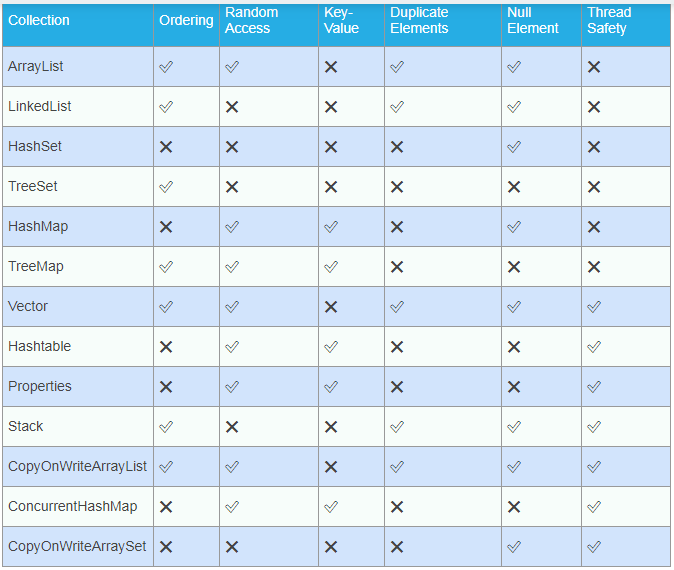 Collection Ordering Random Access Key-Value Duplicate Elements Null Element Thread Safety
ArrayList ✓ ✓ ✕ ✓ ✓ ✕
LinkedList ✓ ✕ ✕ ✓ ✓ ✕
HashSet ✕ ✕ ✕ ✕ ✓ ✕
TreeSet ✓ ✕ ✕ ✕ ✕ ✕
HashMap ✕ ✓ ✓ ✕ ✓ ✕
TreeMap ✓ ✓ ✓ ✕ ✕ ✕
Vector ✓ ✓ ✕ ✓ ✓ ✓
Hashtable ✕ ✓ ✓ ✕ ✕ ✓
Properties ✕ ✓ ✓ ✕ ✕ ✓
Stack ✓ ✕ ✕ ✓ ✓ ✓
CopyOnWriteArrayList ✓ ✓ ✕ ✓ ✓ ✓
ConcurrentHashMap ✕ ✓ ✓ ✕ ✕ ✓
CopyOnWriteArraySet ✕ ✕ ✕ ✕ ✓ ✓